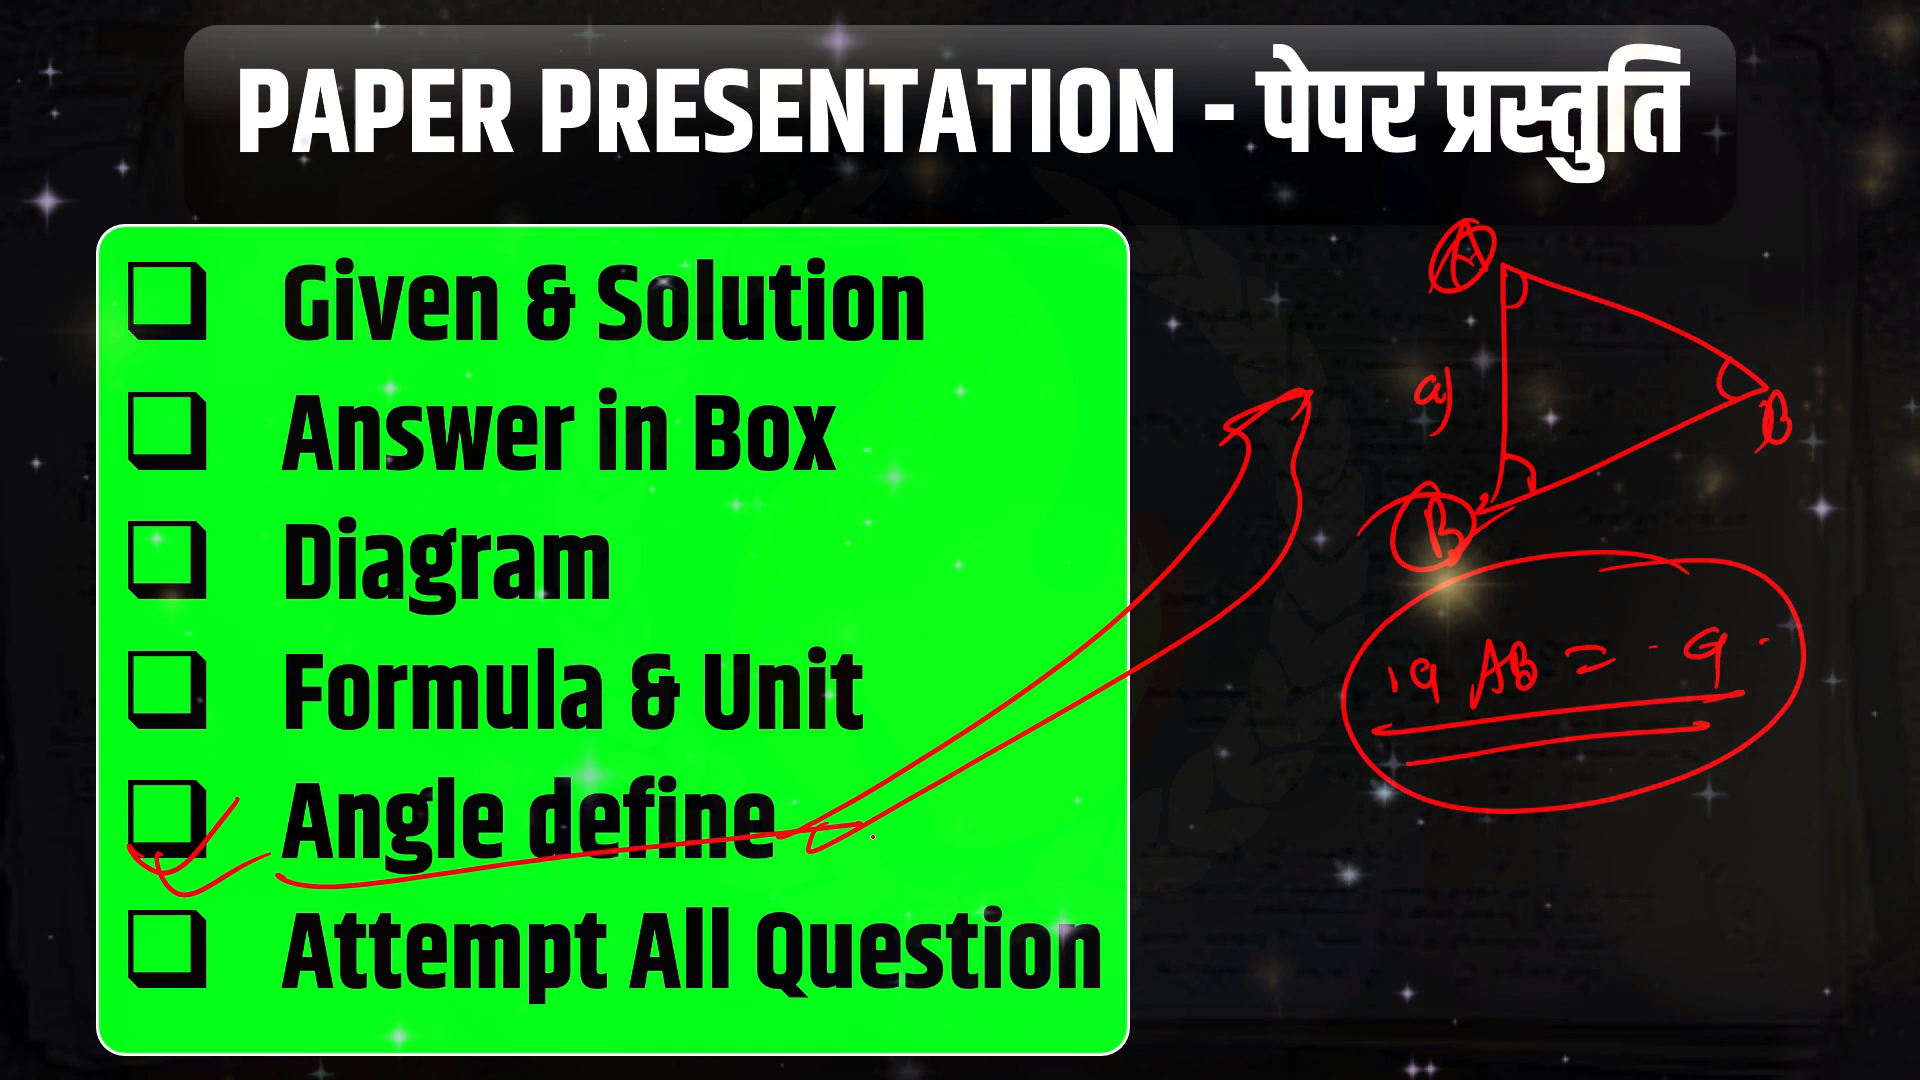 PAPER PRESENTATION - पेपर प्रस्तुति
Given & Solution
Answer in Box
Diagram
Formula & Unit
Angle define
Attempt All Question
A
a)
B
B
AB =